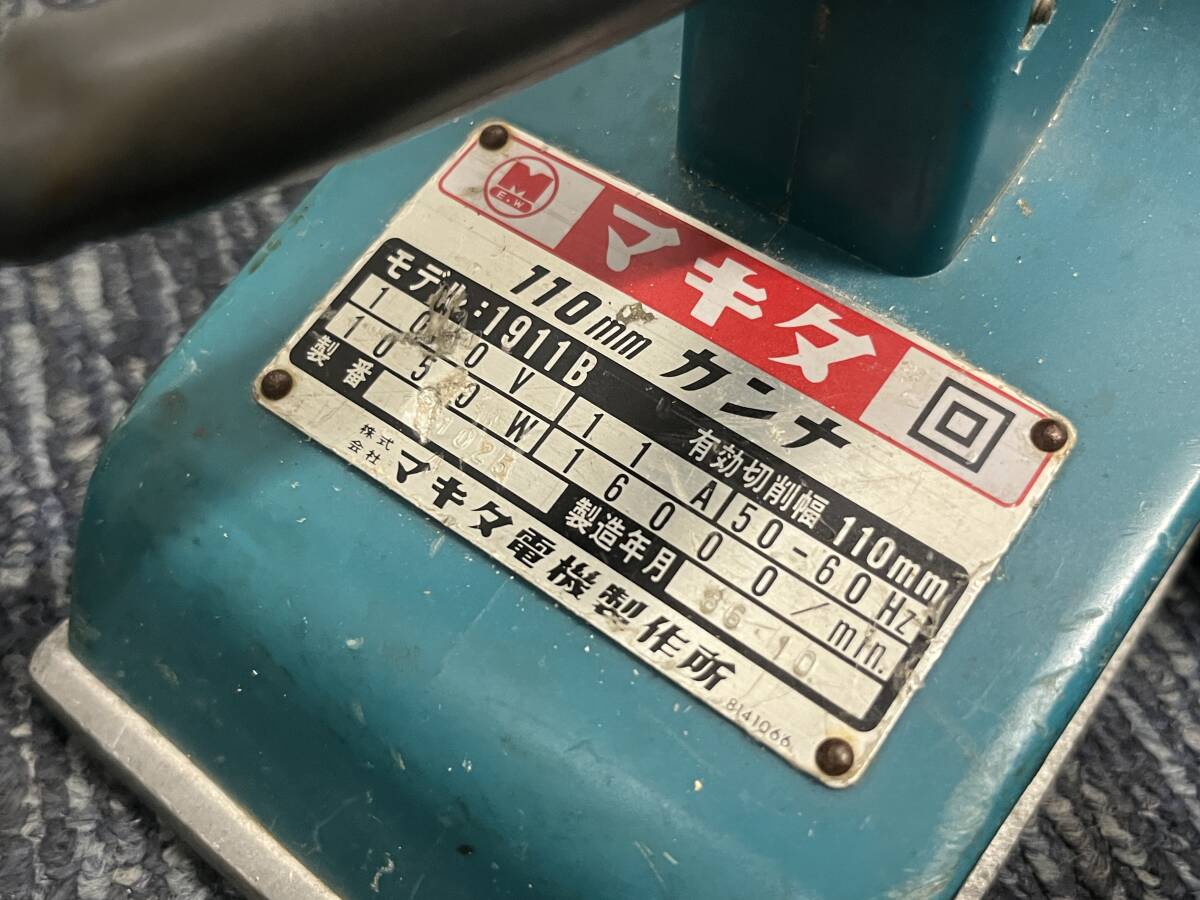 M
E.W
マキタ
110mm カンナ
モデル:1911B 有効切削幅 110mm
100V 11A 50-60Hz
1050W 16000/min.
製番 製造年月 86-10
株式会社 マキタ電機製作所
8141066